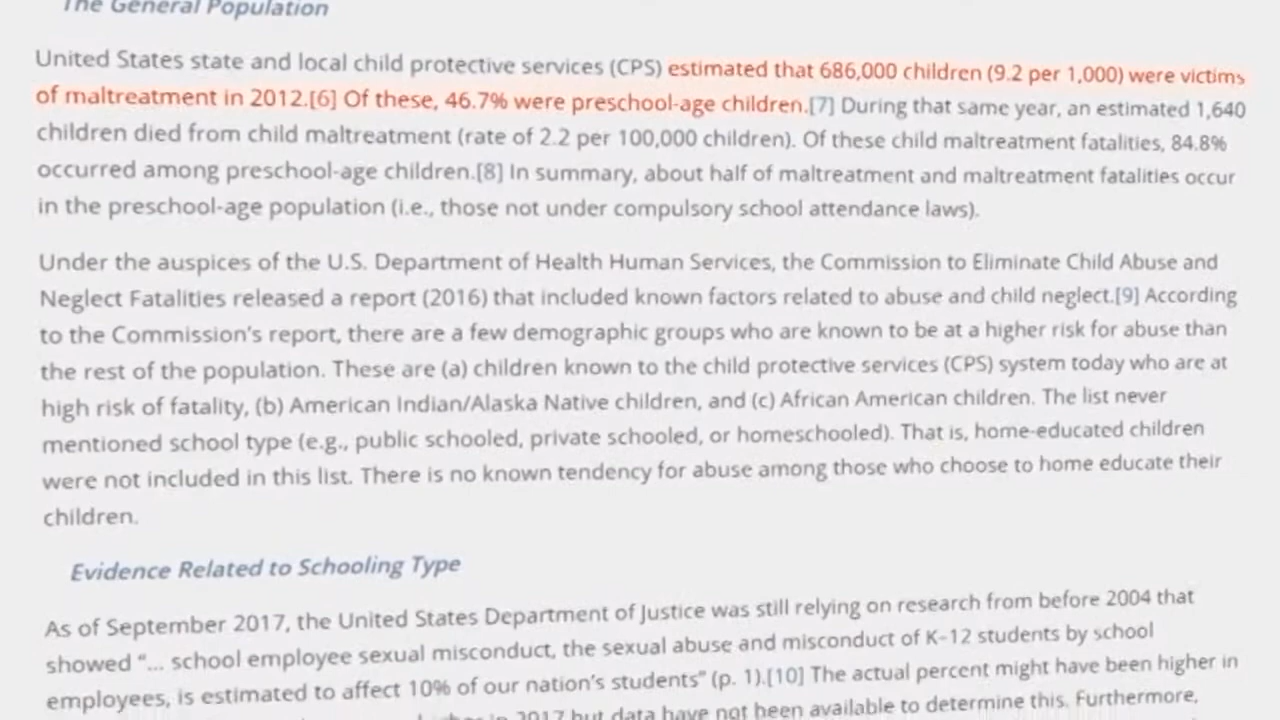 The General Population
United States state and local child protective services (CPS) estimated that 686,000 children (9.2 per 1,000) were victims
of maltreatment in 2012.[6] Of these, 46.7% were preschool-age children.[7] During that same year, an estimated 1,640
children died from child maltreatment (rate of 2.2 per 100,000 children). Of these child maltreatment fatalities, 84.8%
occurred among preschool-age children.[8] In summary, about half of maltreatment and maltreatment fatalities occur
in the preschool-age population (i.e., those not under compulsory school attendance laws).
Under the auspices of the U.S. Department of Health Human Services, the Commission to Eliminate Child Abuse and
Neglect Fatalities released a report (2016) that included known factors related to abuse and child neglect.[9] According
to the Commission's report, there are a few demographic groups who are known to be at a higher risk for abuse than
the rest of the population. These are (a) children known to the child protective services (CPS) system today who are at
high risk of fatality, (b) American Indian/Alaska Native children, and (c) African American children. The list never
mentioned school type (e.g., public schooled, private schooled, or homeschooled). That is, home-educated children
were not included in this list. There is no known tendency for abuse among those who choose to home educate their
children.
Evidence Related to Schooling Type
As of September 2017, the United States Department of Justice was still relying on research from before 2004 that
showed "... school employee sexual misconduct, the sexual abuse and misconduct of K-12 students by school
employees, is estimated to affect 10% of our nation's students" (p. 1).[10] The actual percent might have been higher in
in 2017 but data have not been available to determine this. Furthermore,